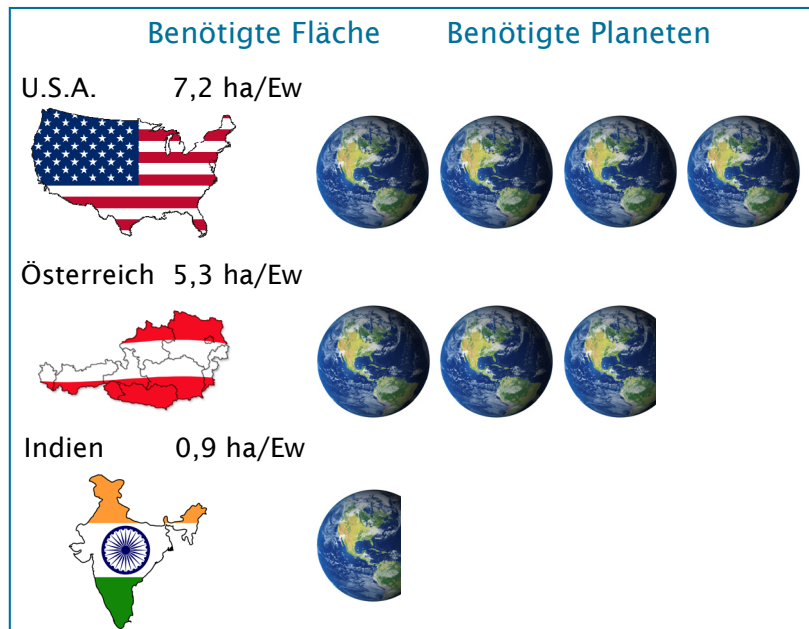 Benötigte Fläche Benötigte Planeten
U.S.A. 7,2 ha/Ew
Österreich 5,3 ha/Ew
Indien 0,9 ha/Ew